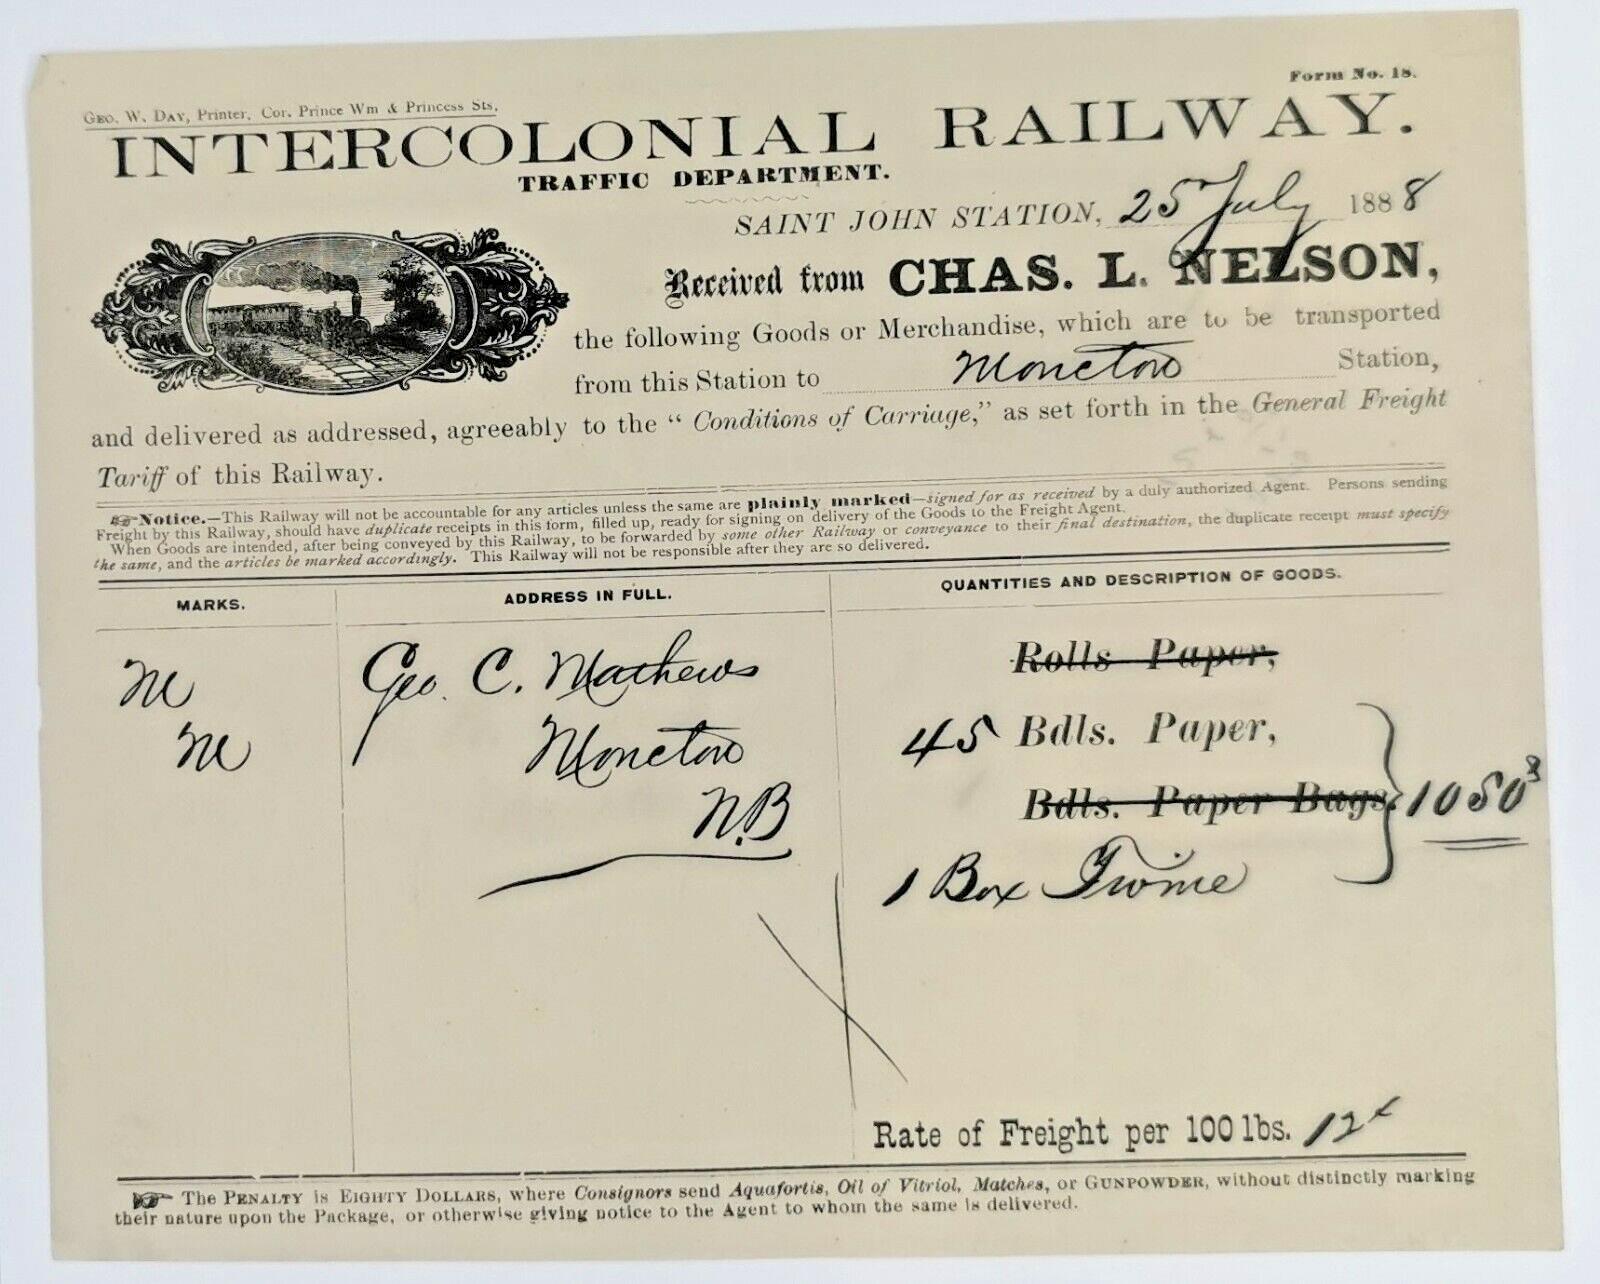 Form No. 18.
Geo. W. Day, Printer, Cor. Prince Wm & Princess Sts.
INTERCOLONIAL RAILWAY.
TRAFFIC DEPARTMENT.
SAINT JOHN STATION, 25 July 1888
Received from CHAS. L. NELSON,
the following Goods or Merchandise, which are to be transported
from this Station to Moncton Station,
and delivered as addressed, agreeably to the "Conditions of Carriage," as set forth in the General Freight
Tariff of this Railway.
☞Notice.—This Railway will not be accountable for any articles unless the same are plainly marked—signed for as received by a duly authorized Agent. Persons sending
Freight by this Railway, should have duplicate receipts in this form, filled up, ready for signing on delivery of the Goods to the Freight Agent.
When Goods are intended, after being conveyed by this Railway, to be forwarded by some other Railway or conveyance to their final destination, the duplicate receipt must specify
the same, and the articles be marked accordingly. This Railway will not be responsible after they are so delivered.
MARKS. ADDRESS IN FULL. QUANTITIES AND DESCRIPTION OF GOODS.
M Geo. C. Mathews Rolls Paper,
M Moncton 45 Bdls. Paper,
N.B Bdls. Paper Bags 1050
1 Box Twine
Rate of Freight per 100 lbs. 12
☞ The Penalty is Eighty Dollars, where Consignors send Aquafortis, Oil of Vitriol, Matches, or Gunpowder, without distinctly marking
their nature upon the Package, or otherwise giving notice to the Agent to whom the same is delivered.